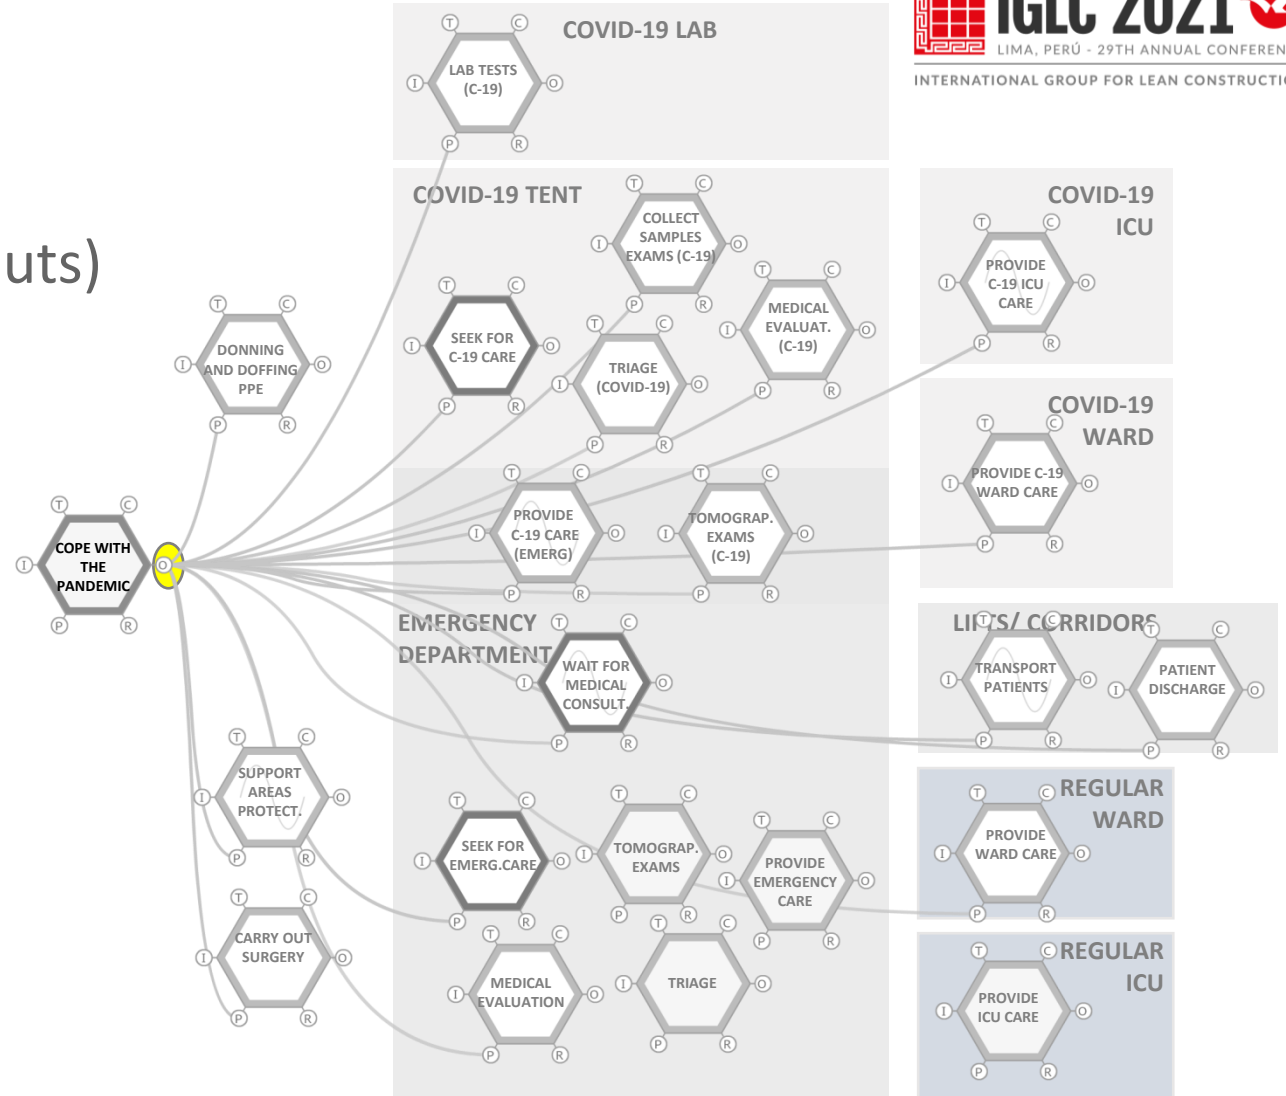 IGLC 2021
LIMA, PERÚ - 29TH ANNUAL CONFEREN
INTERNATIONAL GROUP FOR LEAN CONSTRUCTI
uts)
COVID-19 LAB
T C
LAB TESTS
(C-19)
I O
P R
COVID-19 TENT
T C
COLLECT
SAMPLES
EXAMS (C-19)
I O
P R
T C
SEEK FOR
C-19 CARE
I O
P R
T C
TRIAGE
(COVID-19)
I O
P R
T C
MEDICAL
EVALUAT.
(C-19)
I O
P R
COVID-19
ICU
T C
PROVIDE
C-19 ICU
CARE
I O
P R
COVID-19
WARD
T C
PROVIDE C-19
WARD CARE
I O
P R
T C
DONNING
AND DOFFING
PPE
I O
P R
T C
COPE WITH
THE
PANDEMIC
I O
P R
T C
PROVIDE
C-19 CARE
(EMERG)
I O
P R
T C
TOMOGRAP.
EXAMS
(C-19)
I O
P R
EMERGENCY
DEPARTMENT
T C
WAIT FOR
MEDICAL
CONSULT.
I O
P R
LIFTS/ CORRIDORS
T C
TRANSPORT
PATIENTS
I O
P R
T C
PATIENT
DISCHARGE
I O
P R
T C
SUPPORT
AREAS
PROTECT.
I O
P R
T C
SEEK FOR
EMERG.CARE
I O
P R
T C
TOMOGRAP.
EXAMS
I O
P R
T C
PROVIDE
EMERGENCY
CARE
I O
P R
REGULAR
WARD
T C
PROVIDE
WARD CARE
I O
P R
T C
CARRY OUT
SURGERY
I O
P R
T C
MEDICAL
EVALUATION
I O
P R
T C
TRIAGE
I O
P R
REGULAR
ICU
T C
PROVIDE
ICU CARE
I O
P R